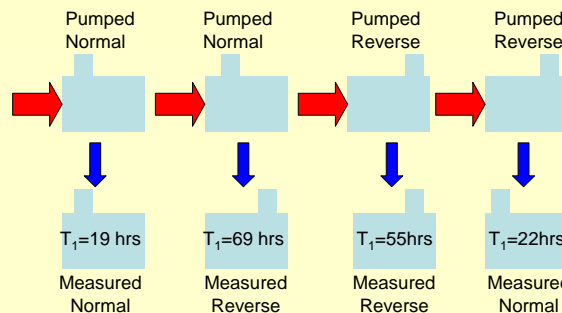 Pumped Normal
Pumped Normal
Pumped Reverse
Pumped Reverse
T₁=19 hrs
T₁=69 hrs
T₁=55hrs
T₁=22hrs
Measured Normal
Measured Reverse
Measured Reverse
Measured Normal